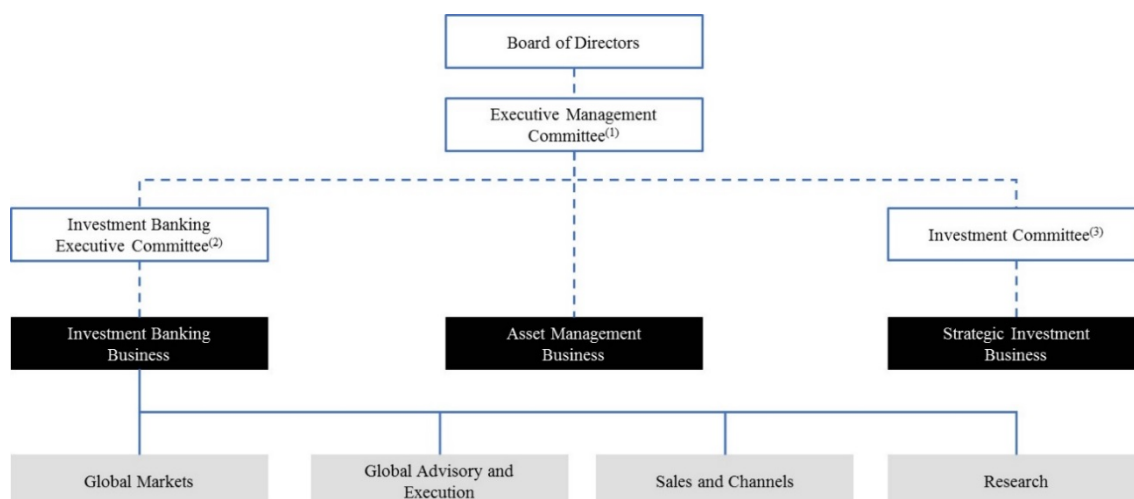 Board of Directors
Executive Management
Committee(1)
Investment Banking
Executive Committee(2)
Investment Committee(3)
Investment Banking
Business
Asset Management
Business
Strategic Investment
Business
Global Markets
Global Advisory and
Execution
Sales and Channels
Research